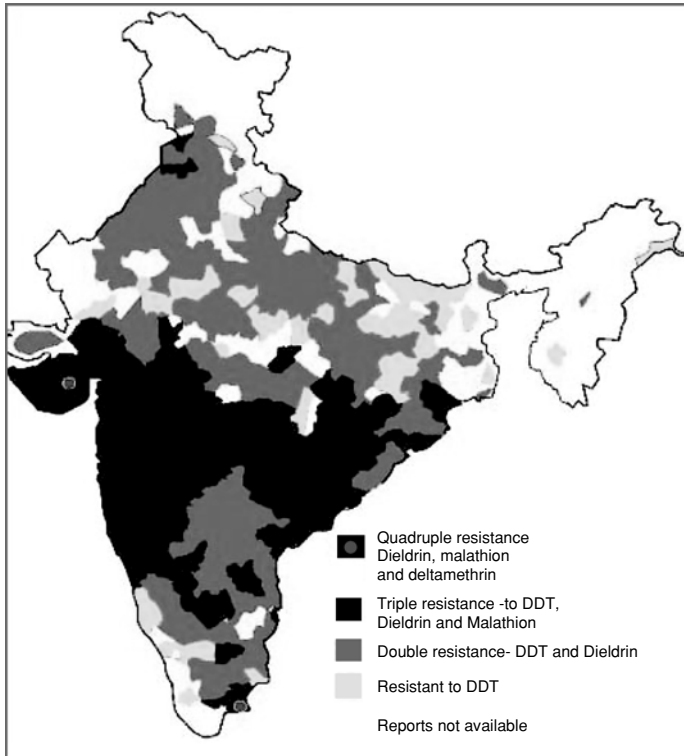 Quadruple resistance
Dieldrin, malathion
and deltamethrin
Triple resistance -to DDT,
Dieldrin and Malathion
Double resistance- DDT and Dieldrin
Resistant to DDT
Reports not available